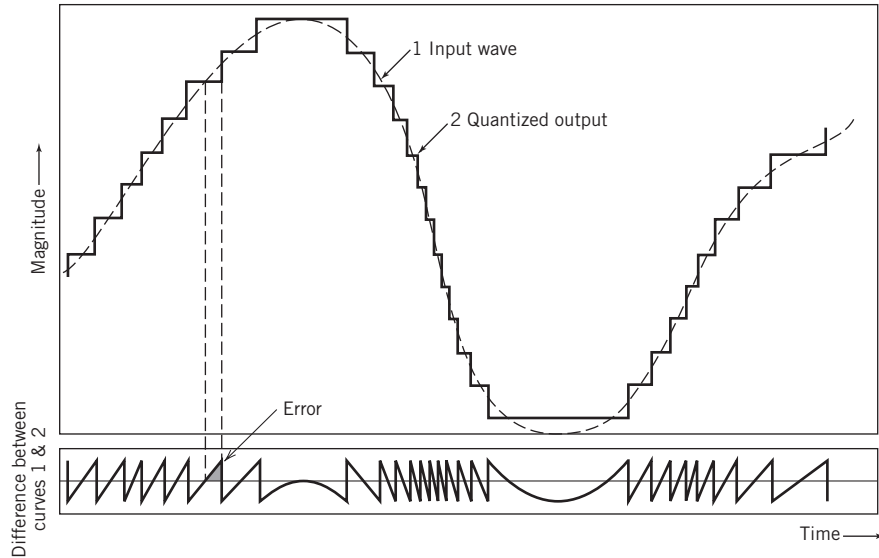 1 Input wave
2 Quantized output
Magnitude
Error
Difference between
curves 1 & 2
Time